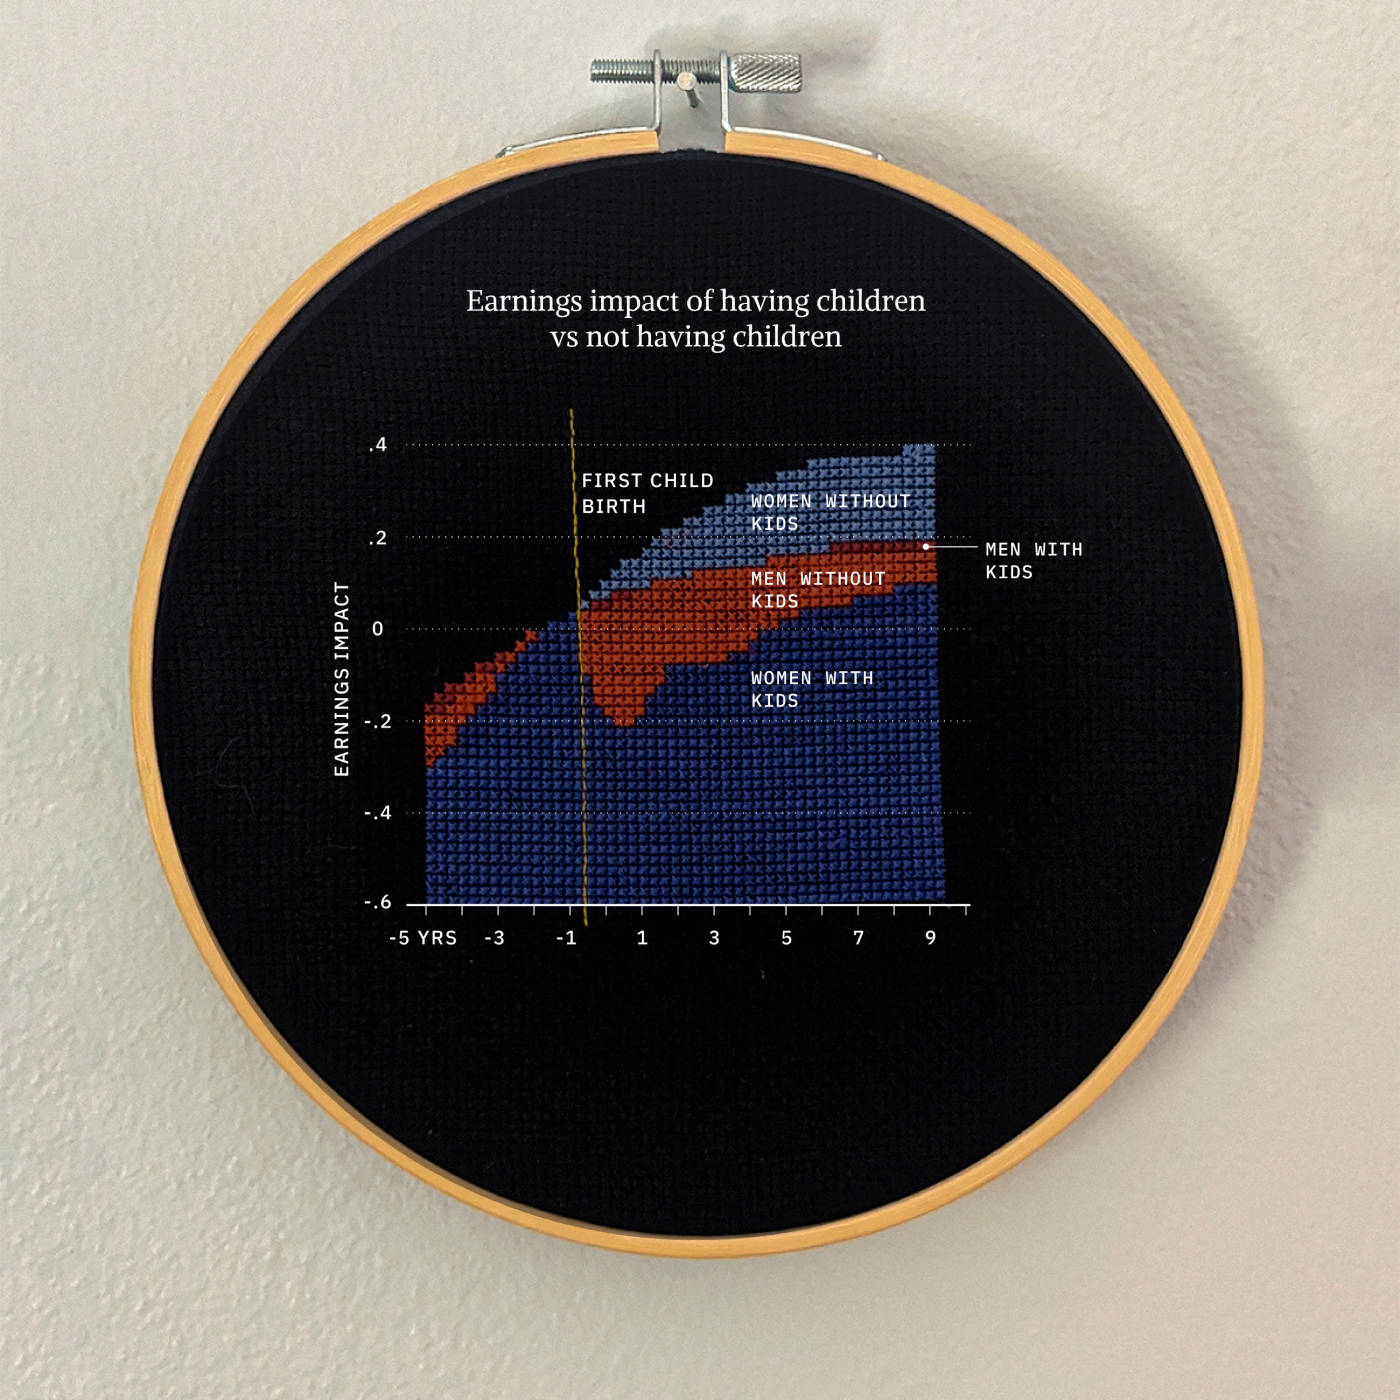 Earnings impact of having children
vs not having children
.4
.2
0
-.2
-.4
-.6
EARNINGS IMPACT
FIRST CHILD
BIRTH
WOMEN WITHOUT
KIDS
MEN WITH
KIDS
MEN WITHOUT
KIDS
WOMEN WITH
KIDS
-5 YRS -3 -1 1 3 5 7 9